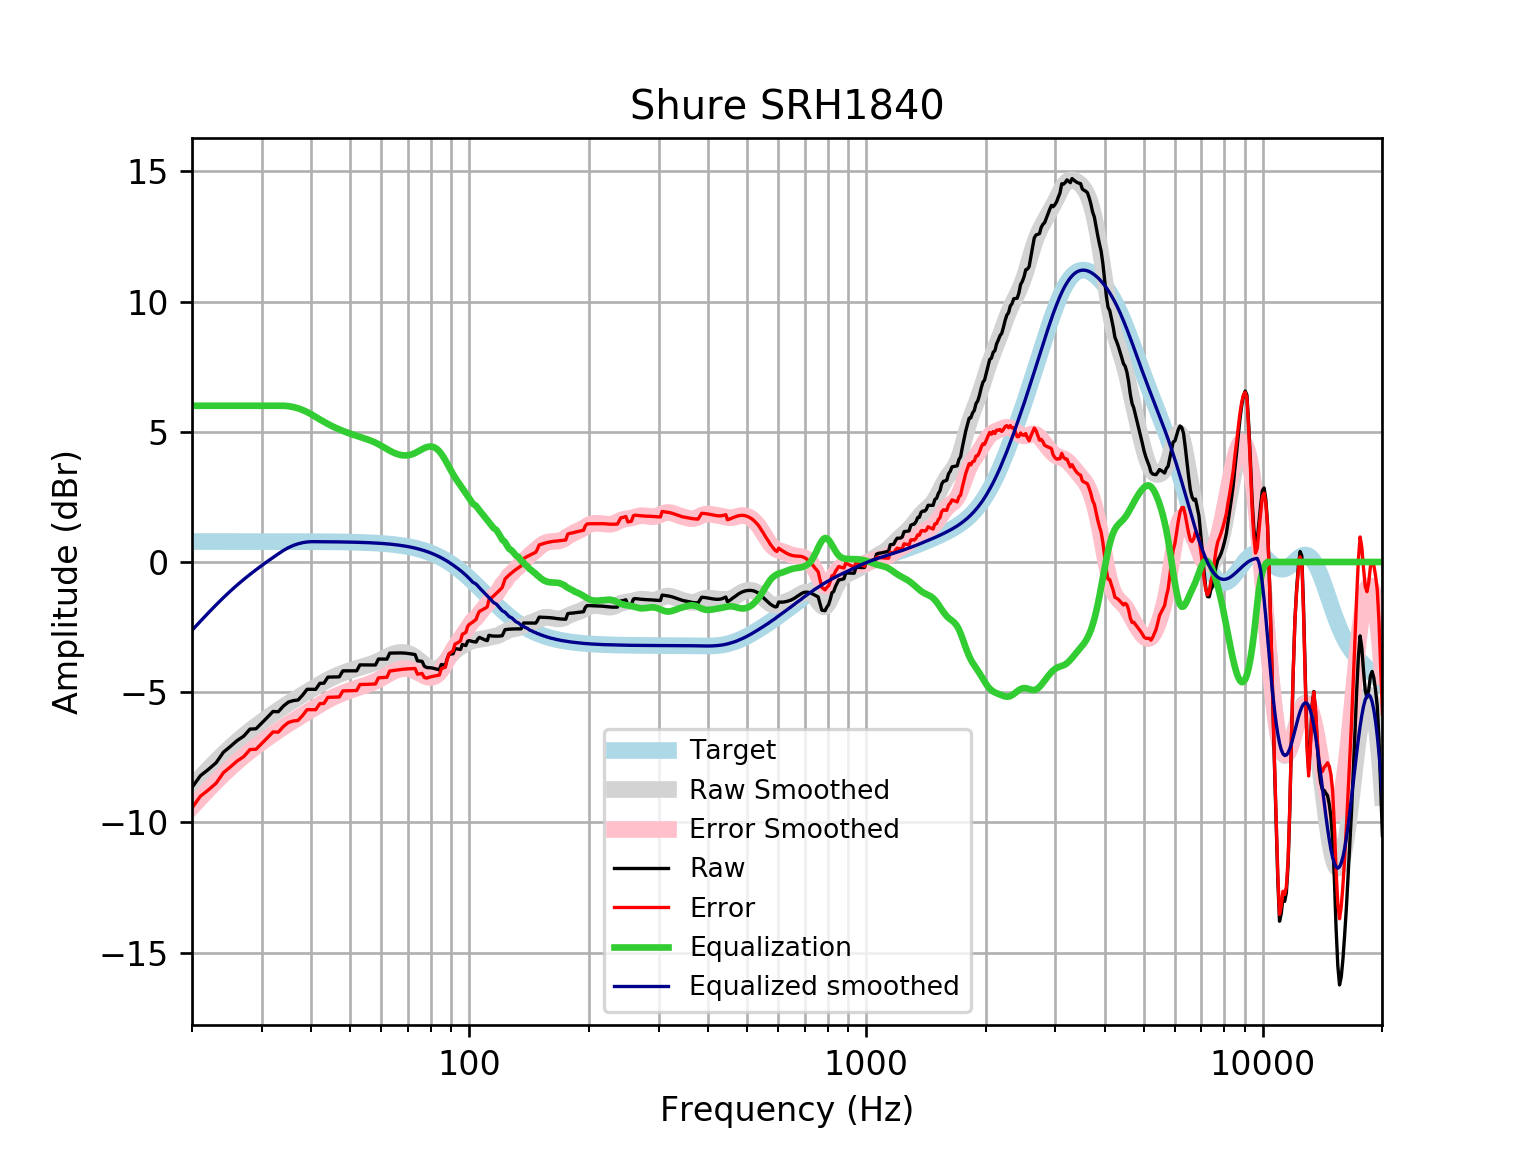 Shure SRH1840
15
10
5
0
−5
−10
−15
Amplitude (dBr)
Target
Raw Smoothed
Error Smoothed
Raw
Error
Equalization
Equalized smoothed
100
1000
10000
Frequency (Hz)